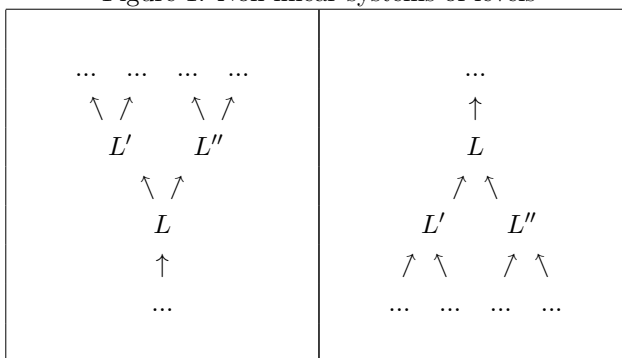 Figure 1: Non-linear systems of levels
... ... ... ... ...
L′ L″ L
L L′ L″
... ... ... ... ...